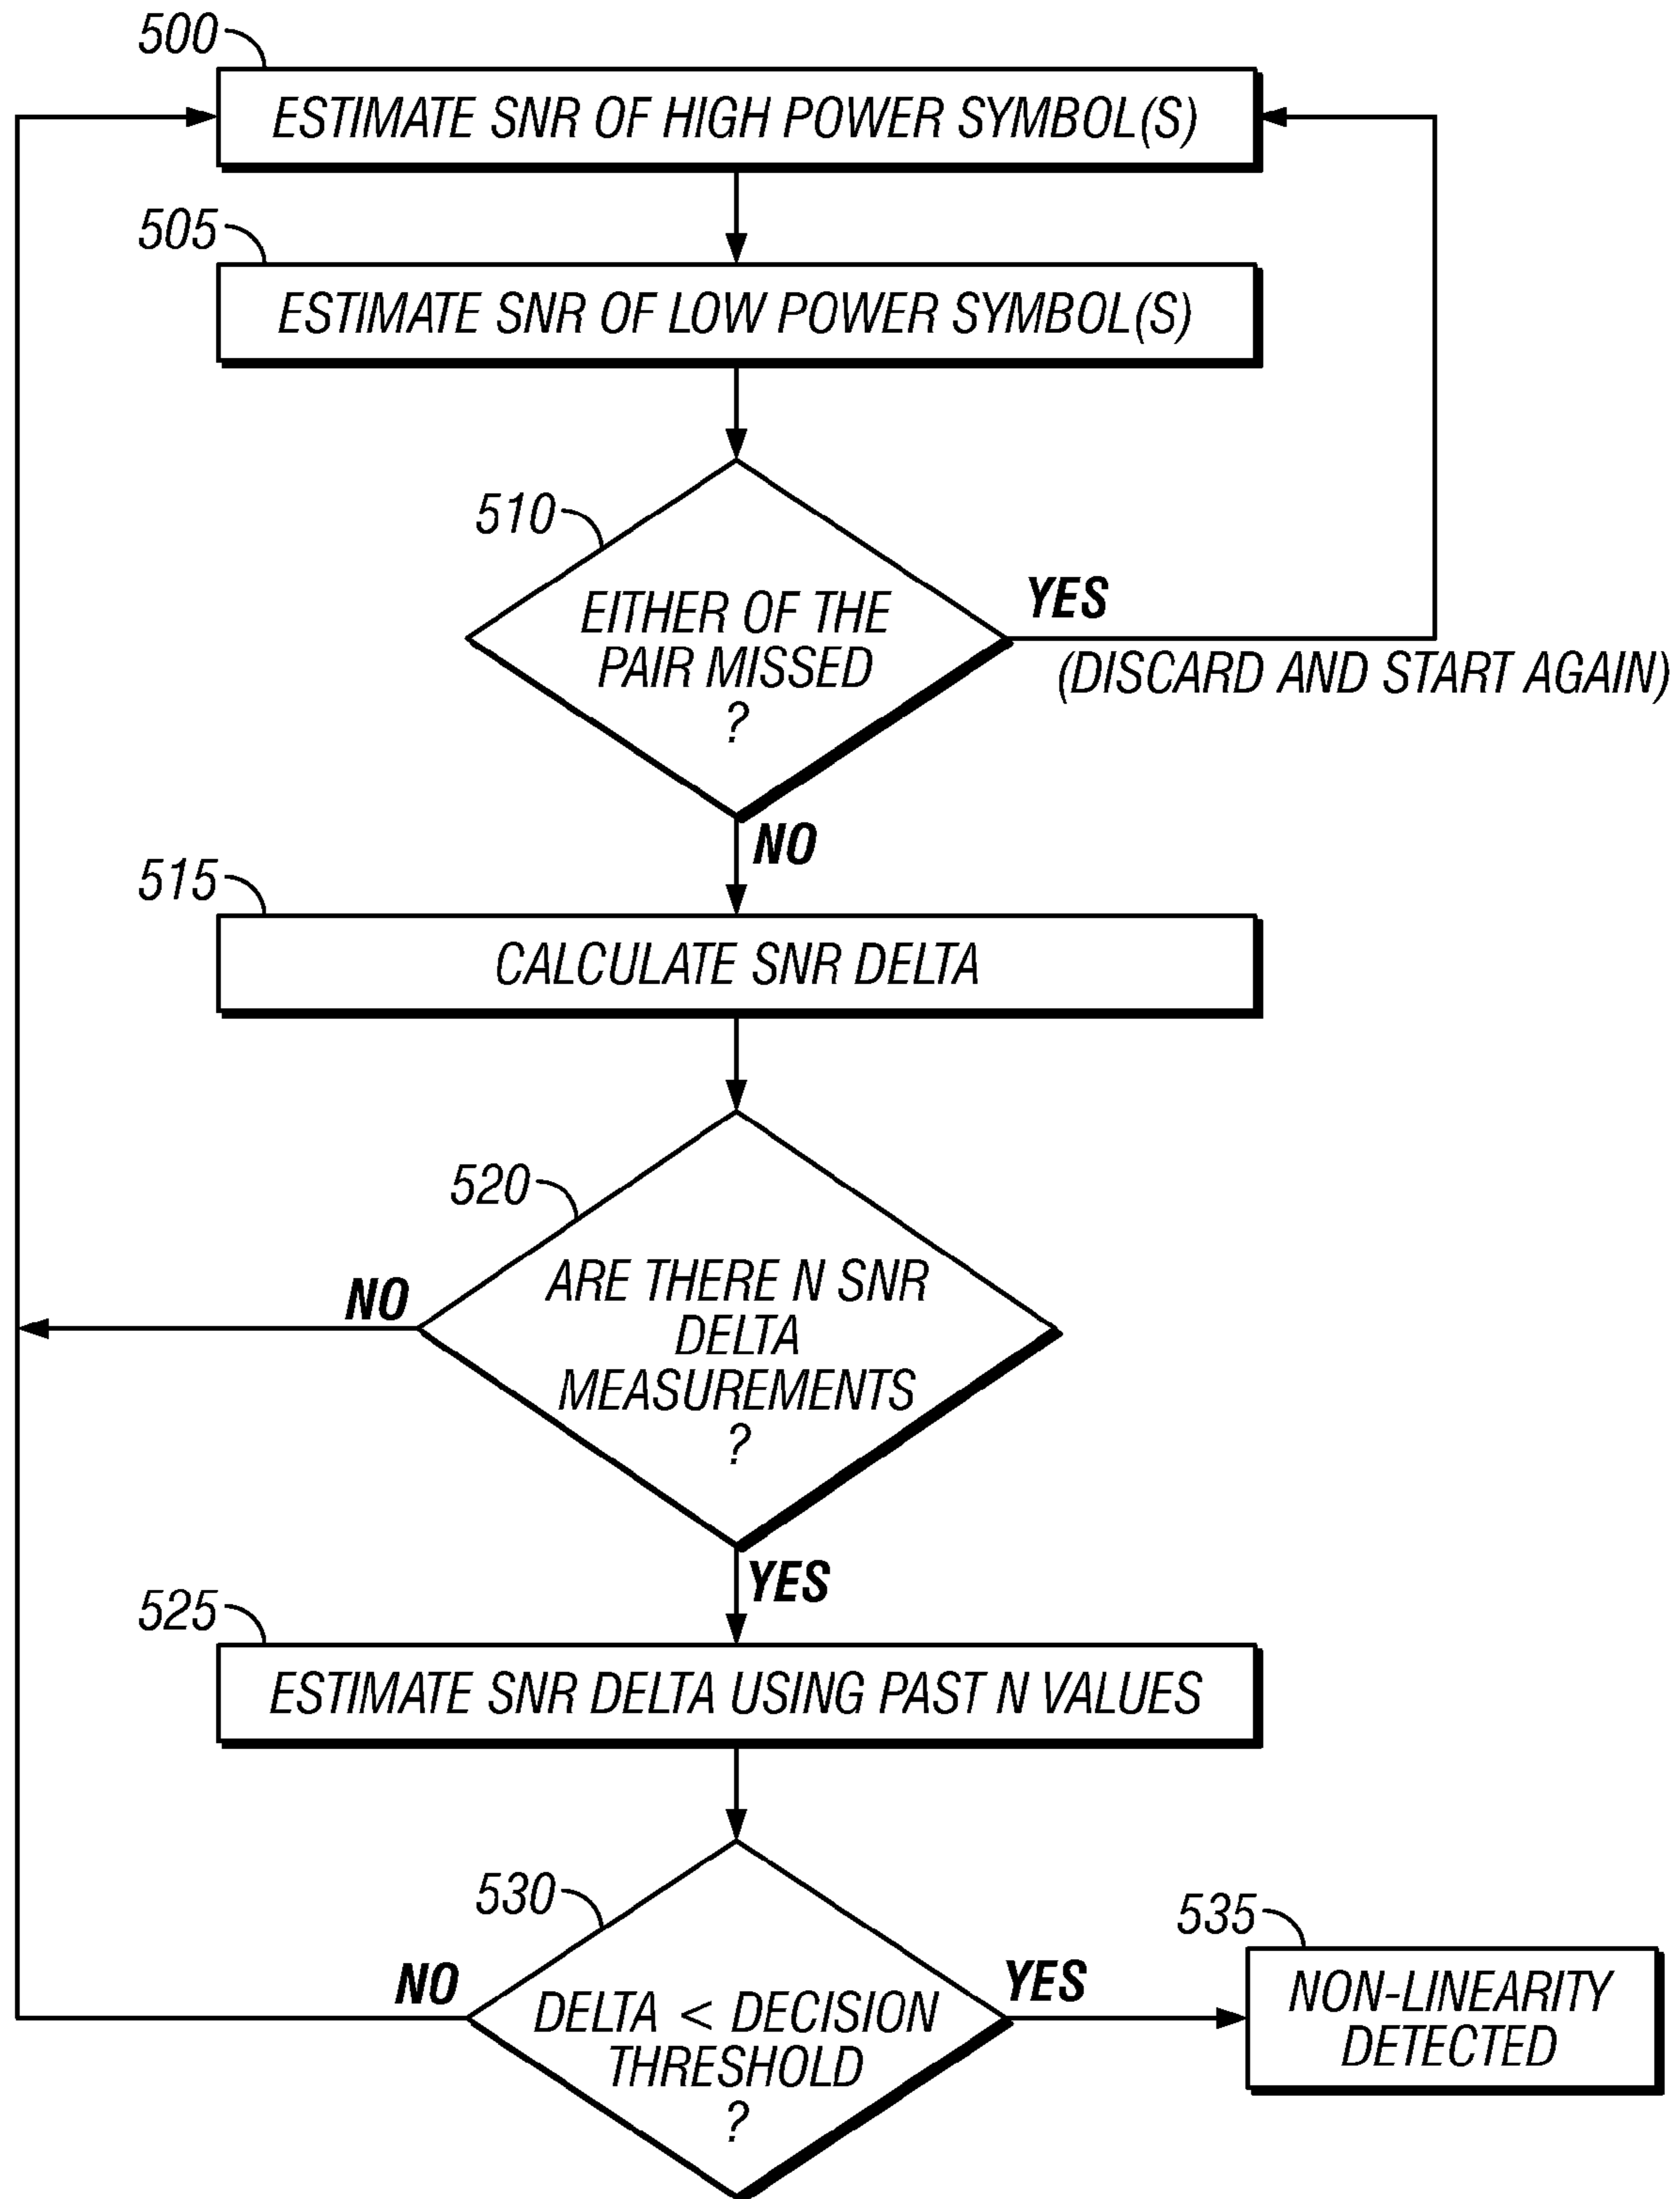 500
ESTIMATE SNR OF HIGH POWER SYMBOL(S)
505
ESTIMATE SNR OF LOW POWER SYMBOL(S)
510
EITHER OF THE
PAIR MISSED
?
YES
(DISCARD AND START AGAIN)
NO
515
CALCULATE SNR DELTA
520
ARE THERE N SNR
DELTA
MEASUREMENTS
?
NO
YES
525
ESTIMATE SNR DELTA USING PAST N VALUES
530
DELTA < DECISION
THRESHOLD
?
NO
YES
535
NON-LINEARITY
DETECTED